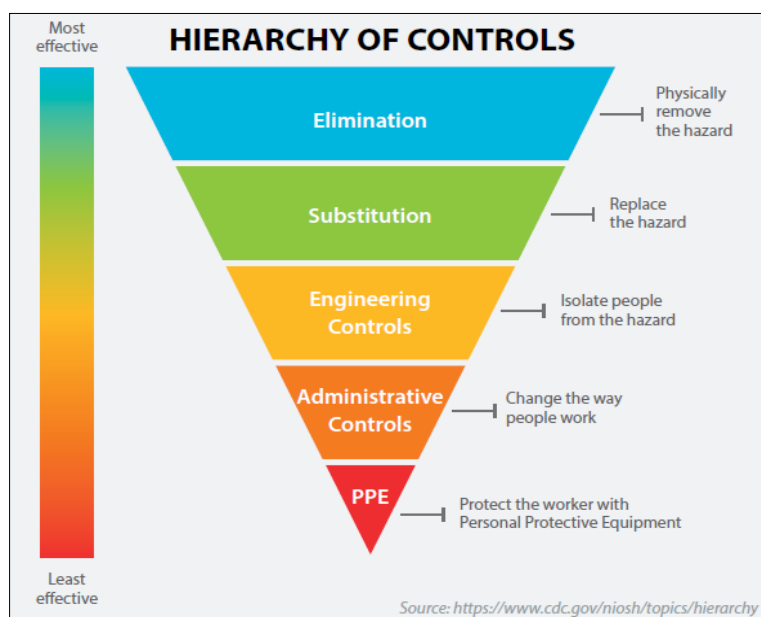 Most
effective
HIERARCHY OF CONTROLS
Elimination
Physically
remove
the hazard
Substitution
Replace
the hazard
Engineering
Controls
Isolate people
from the hazard
Administrative
Controls
Change the way
people work
PPE
Protect the worker with
Personal Protective Equipment
Least
effective
Source: https://www.cdc.gov/niosh/topics/hierarchy